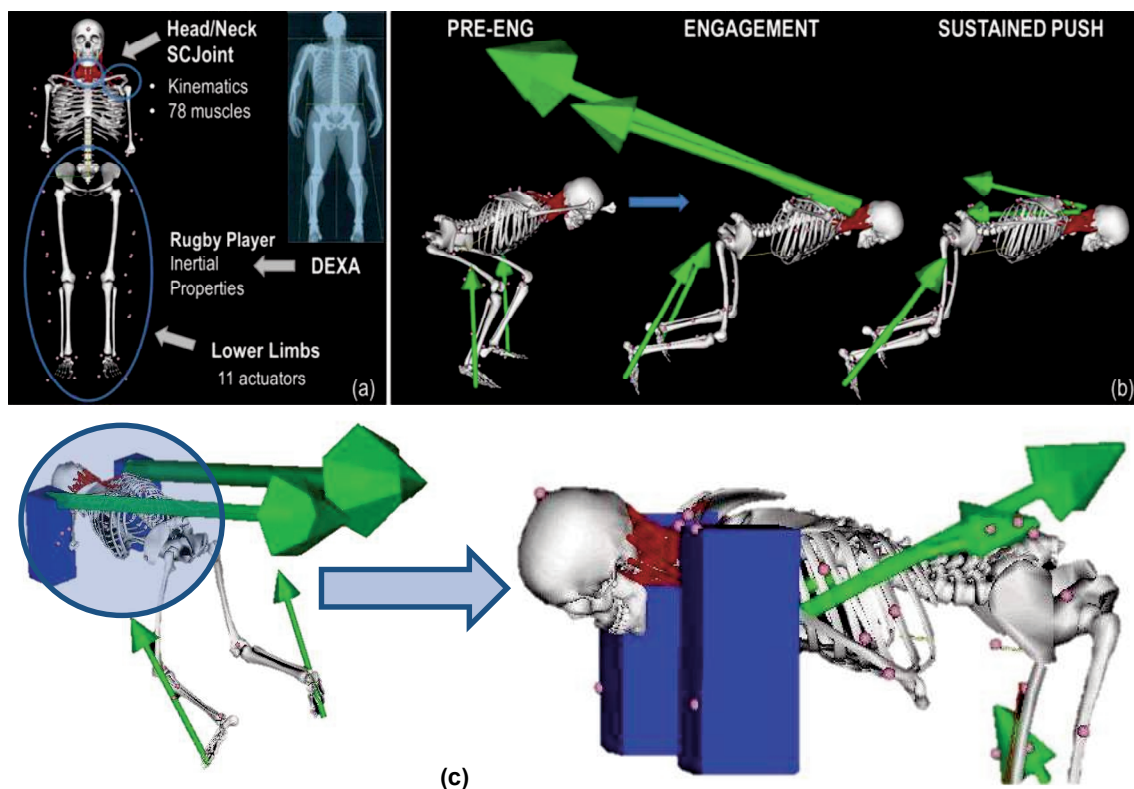 Head/Neck
SCJoint
• Kinematics
• 78 muscles
Rugby Player
Inertial
Properties
DEXA
Lower Limbs
11 actuators
(a)
PRE-ENG
ENGAGEMENT
SUSTAINED PUSH
(b)
(c)